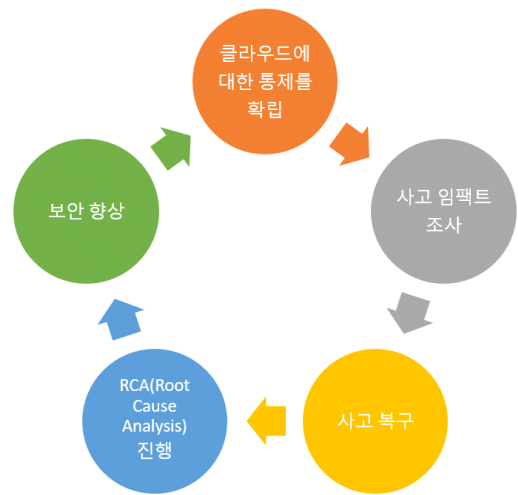 클라우드에
대한 통제를
확립
사고 임팩트
조사
사고 복구
RCA(Root
Cause
Analysis)
진행
보안 향상